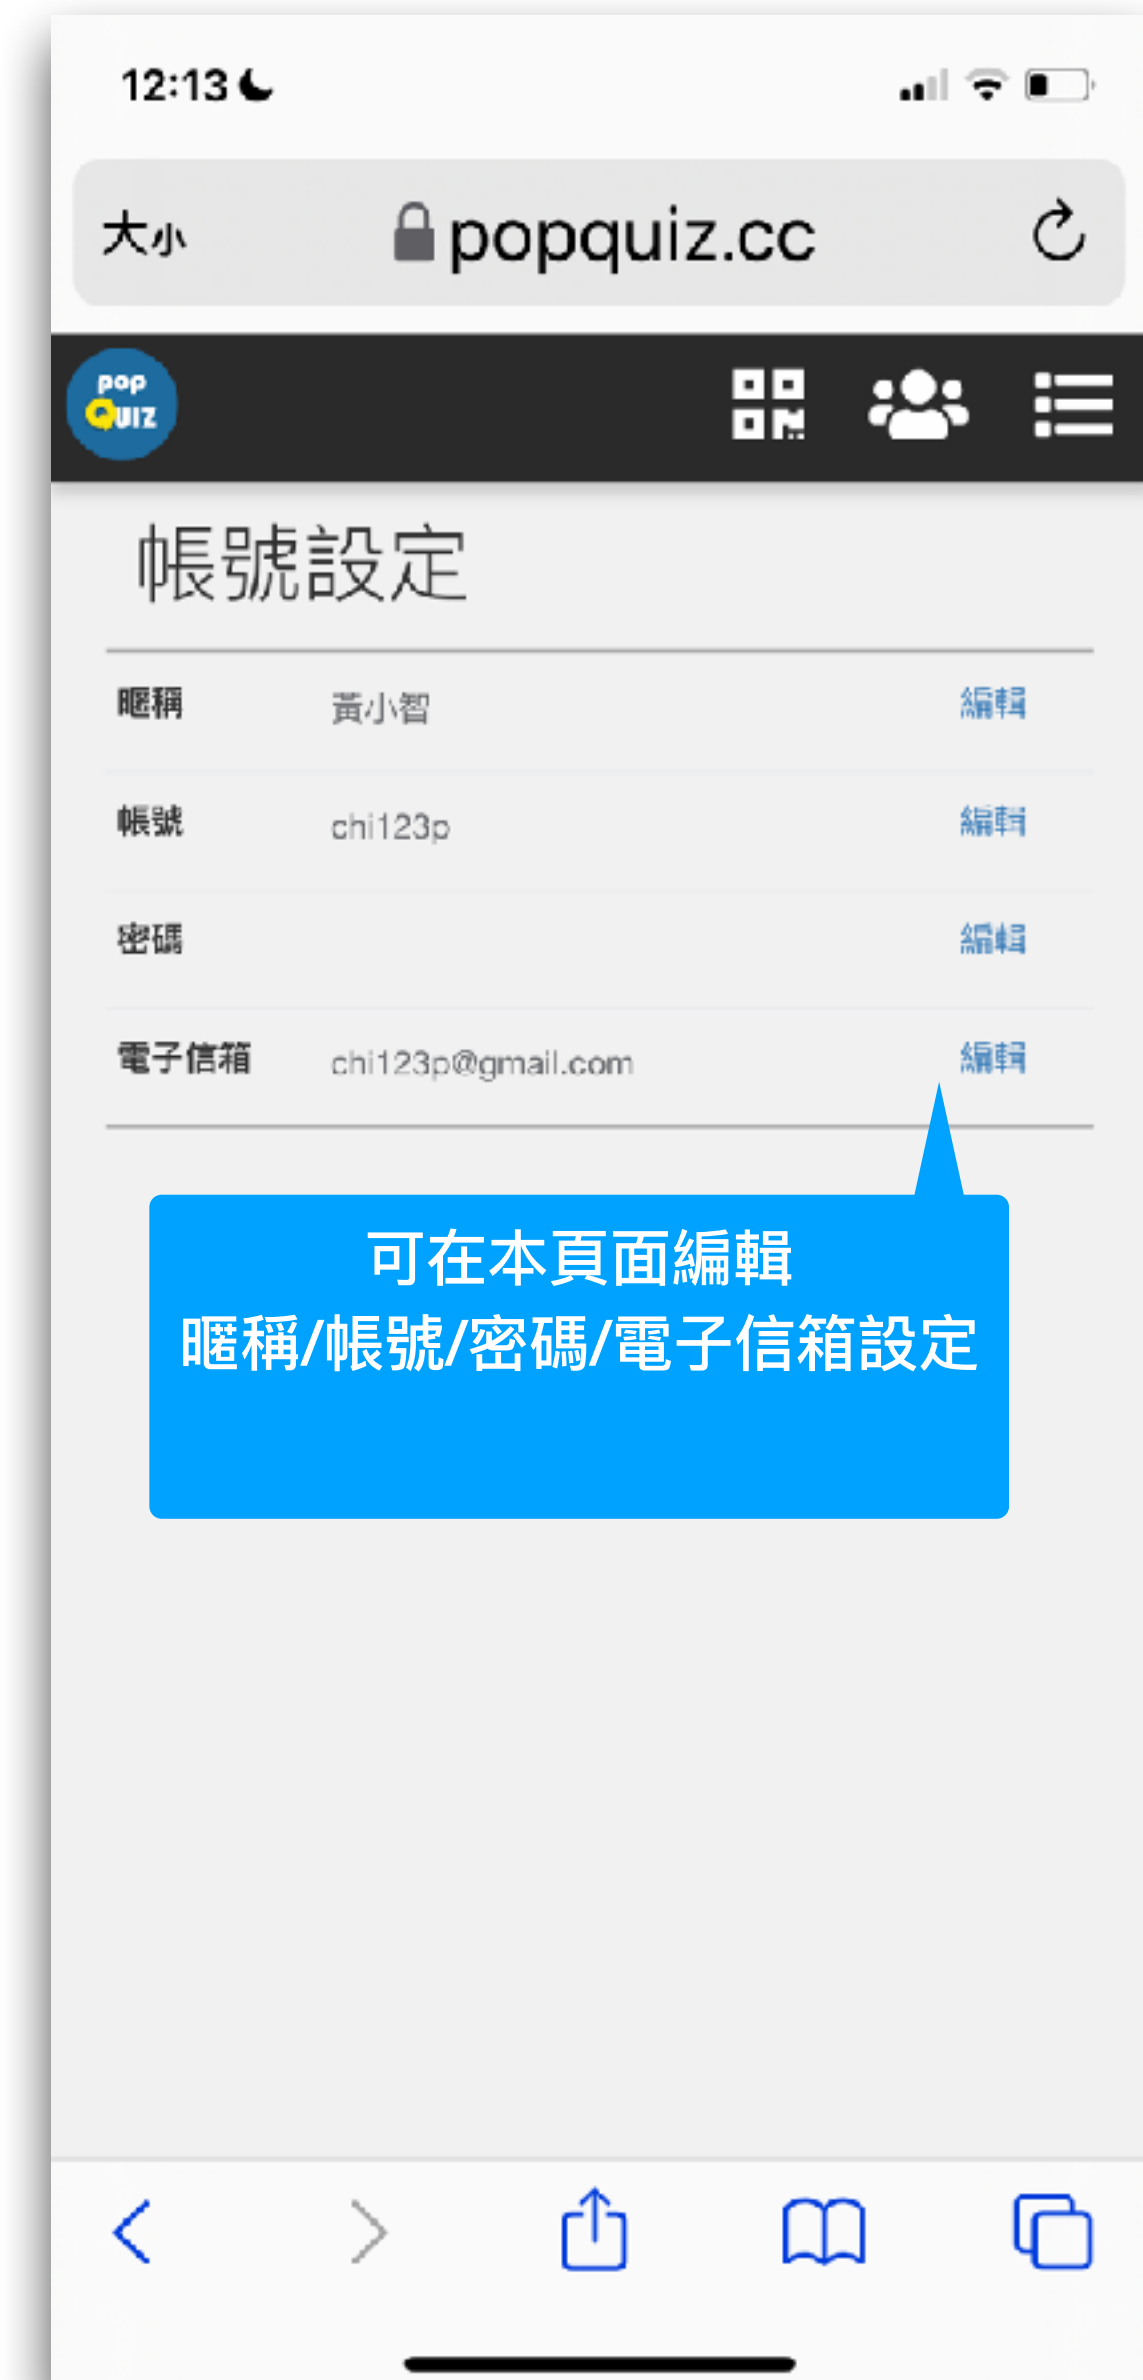 12:13
大小 popquiz.cc
pop
QUIZ
帳號設定
暱稱 黃小智 編輯
帳號 chi123p 編輯
密碼 編輯
電子信箱 chi123p@gmail.com 編輯
可在本頁面編輯
暱稱/帳號/密碼/電子信箱設定